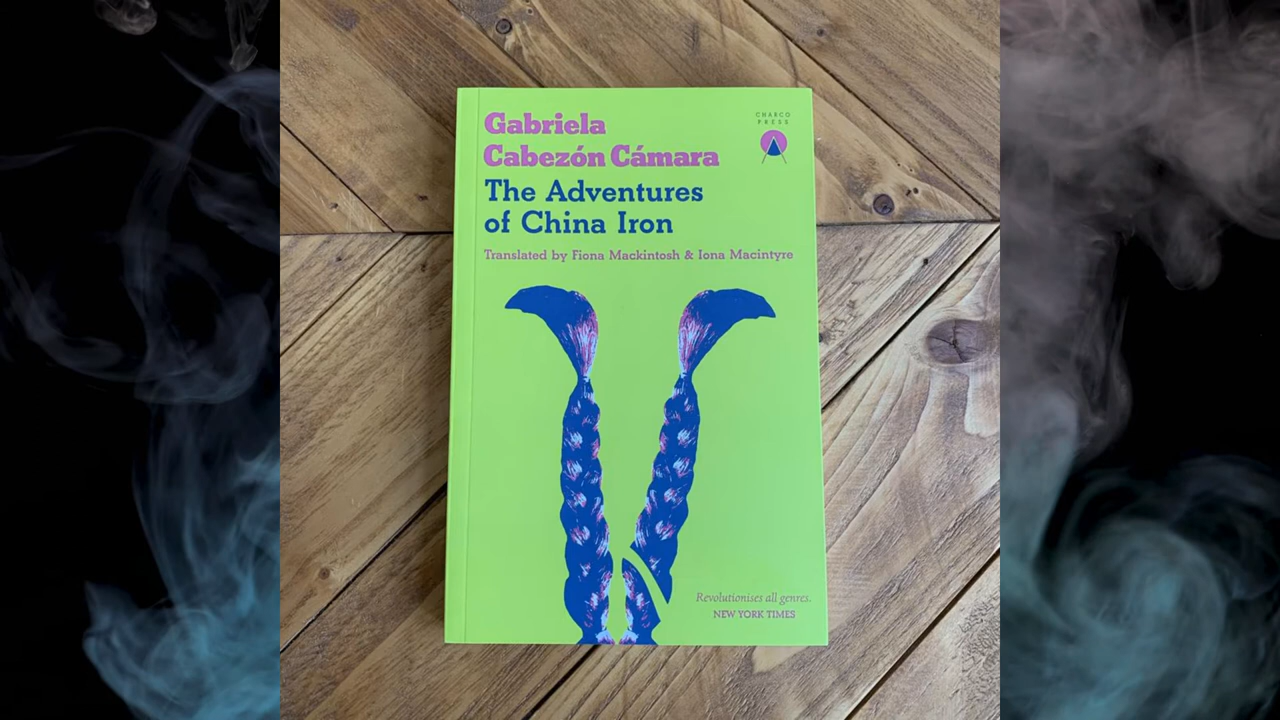 CHARCO
PRESS
Gabriela
Cabezón Cámara
The Adventures
of China Iron
Translated by Fiona Mackintosh & Iona Macintyre
Revolutionises all genres.
NEW YORK TIMES